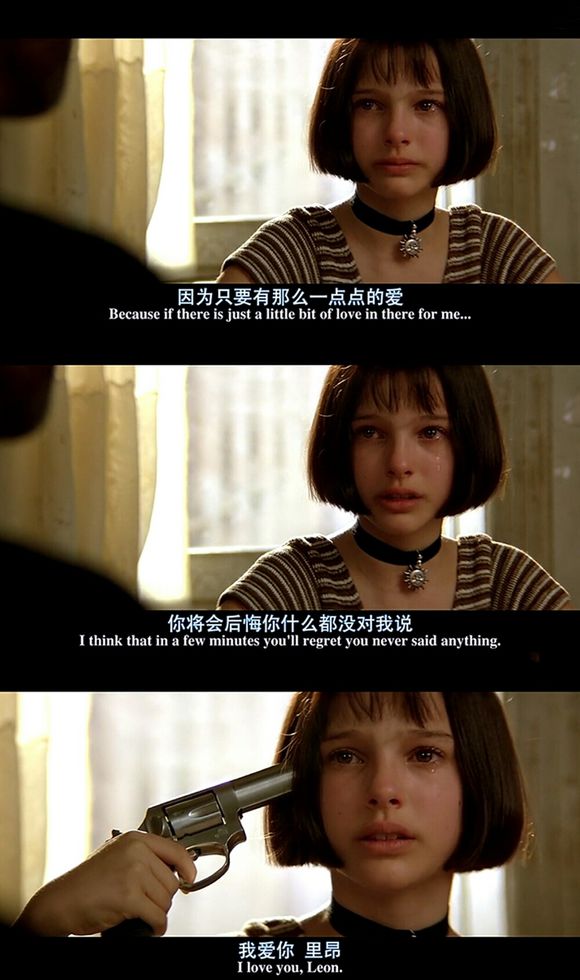 因为只要有那么一点点的爱
Because if there is just a little bit of love in there for me...
你将会后悔你什么都没对我说
I think that in a few minutes you'll regret you never said anything.
我爱你 里昂
I love you, Leon.